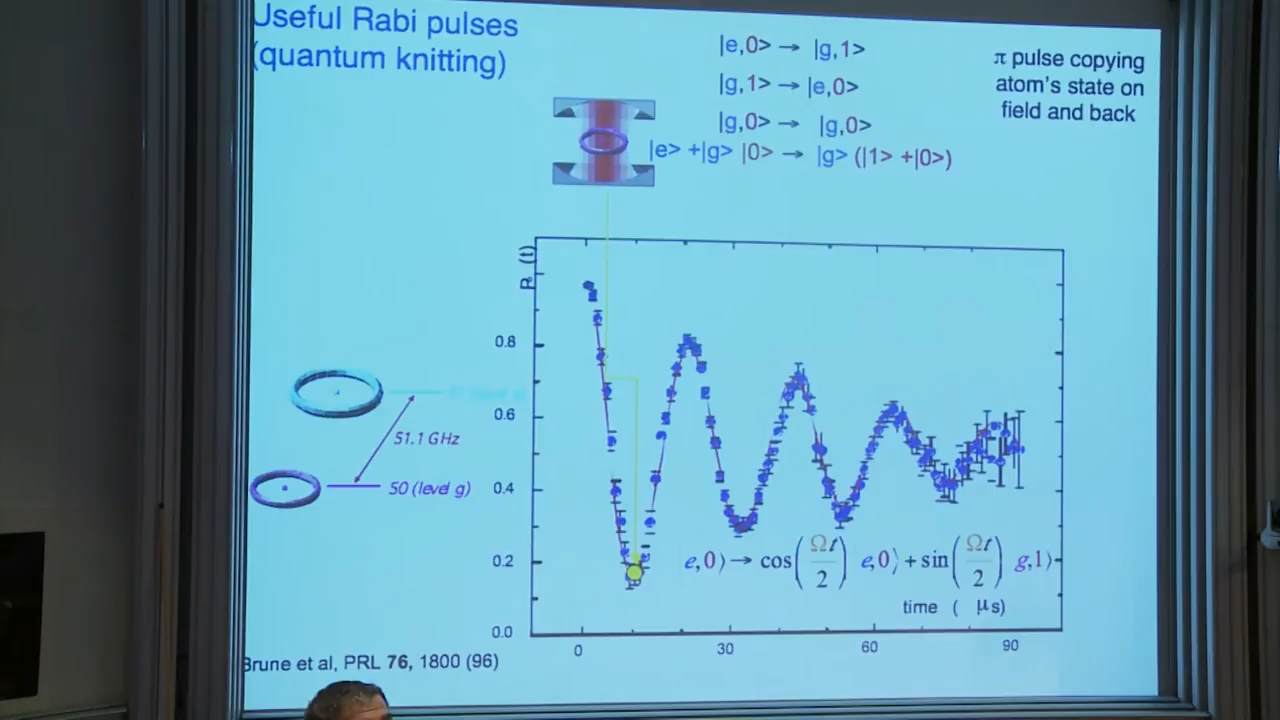 Useful Rabi pulses
(quantum knitting)
|e,0> → |g,1>
|g,1> → |e,0>
|g,0> → |g,0>
|e> +|g> |0> → |g> (|1> +|0>)
π pulse copying
atom's state on
field and back
51.1 GHz
50 (level g)
P (t)
0.8
0.6
0.4
0.2
0.0
0
30
60
90
e,0⟩→ cos(Ωt/2) e,0⟩ + sin(Ωt/2) g,1⟩
time ( μs)
Brune et al, PRL 76, 1800 (96)